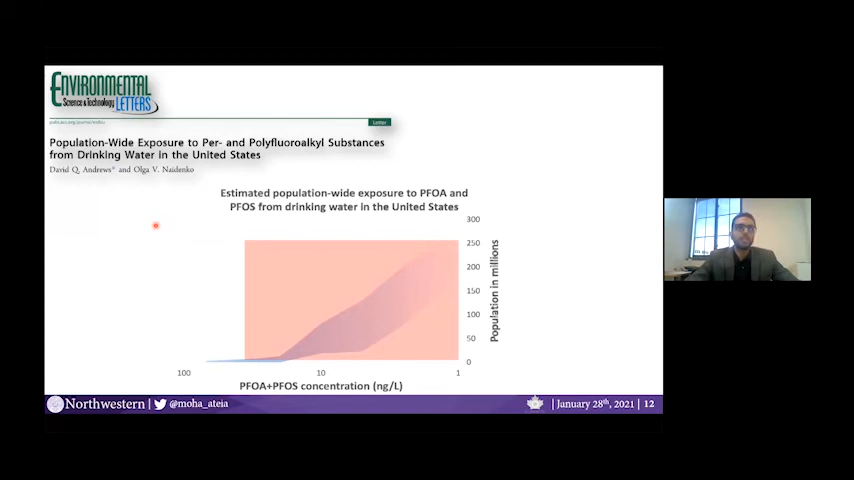 ENVIRONMENTAL
Science & Technology
LETTERS
Letter
Population-Wide Exposure to Per- and Polyfluoroalkyl Substances
from Drinking Water in the United States
David Q. Andrews* and Olga V. Naidenko
Estimated population-wide exposure to PFOA and
PFOS from drinking water in the United States
300
250
200
150
100
50
0
Population in millions
100 10 1
PFOA+PFOS concentration (ng/L)
Northwestern | @moha_ateia | January 28th, 2021 | 12